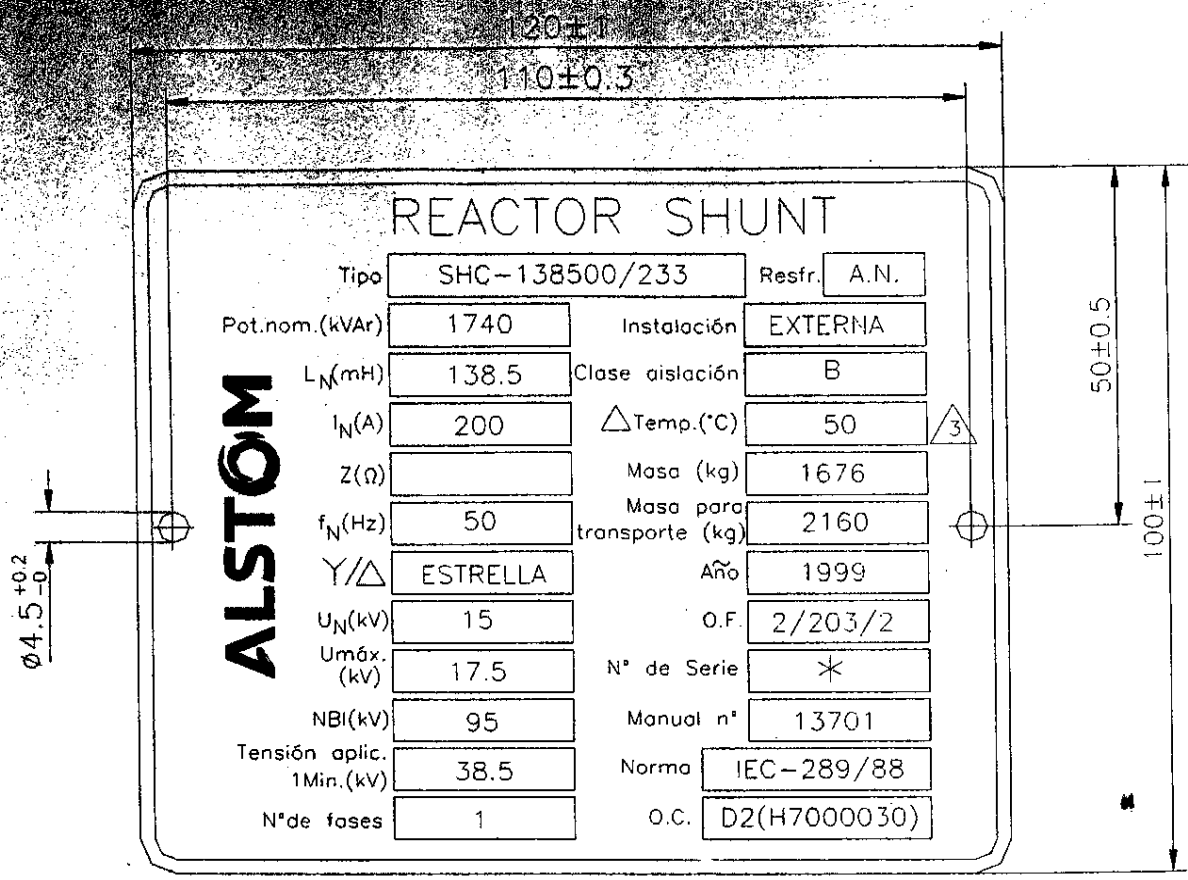 120±1
110±0.3
REACTOR SHUNT
Tipo SHC-138500/233 Resfr. A.N.
Pot.nom.(kVAr) 1740 Instalación EXTERNA
LN(mH) 138.5 Clase aislación B
IN(A) 200 △Temp.(°C) 50 3
Z(Ω) Masa (kg) 1676
fN(Hz) 50 Masa para transporte (kg) 2160
Y/△ ESTRELLA Año 1999
UN(kV) 15 O.F. 2/203/2
Umáx.(kV) 17.5 N° de Serie *
NBI(kV) 95 Manual n° 13701
Tensión aplic. 1Min.(kV) 38.5 Norma IEC-289/88
N°de fases 1 O.C. D2(H7000030)
ALSTOM
50±0.5
100±1
ø4.5 +0.2 -0